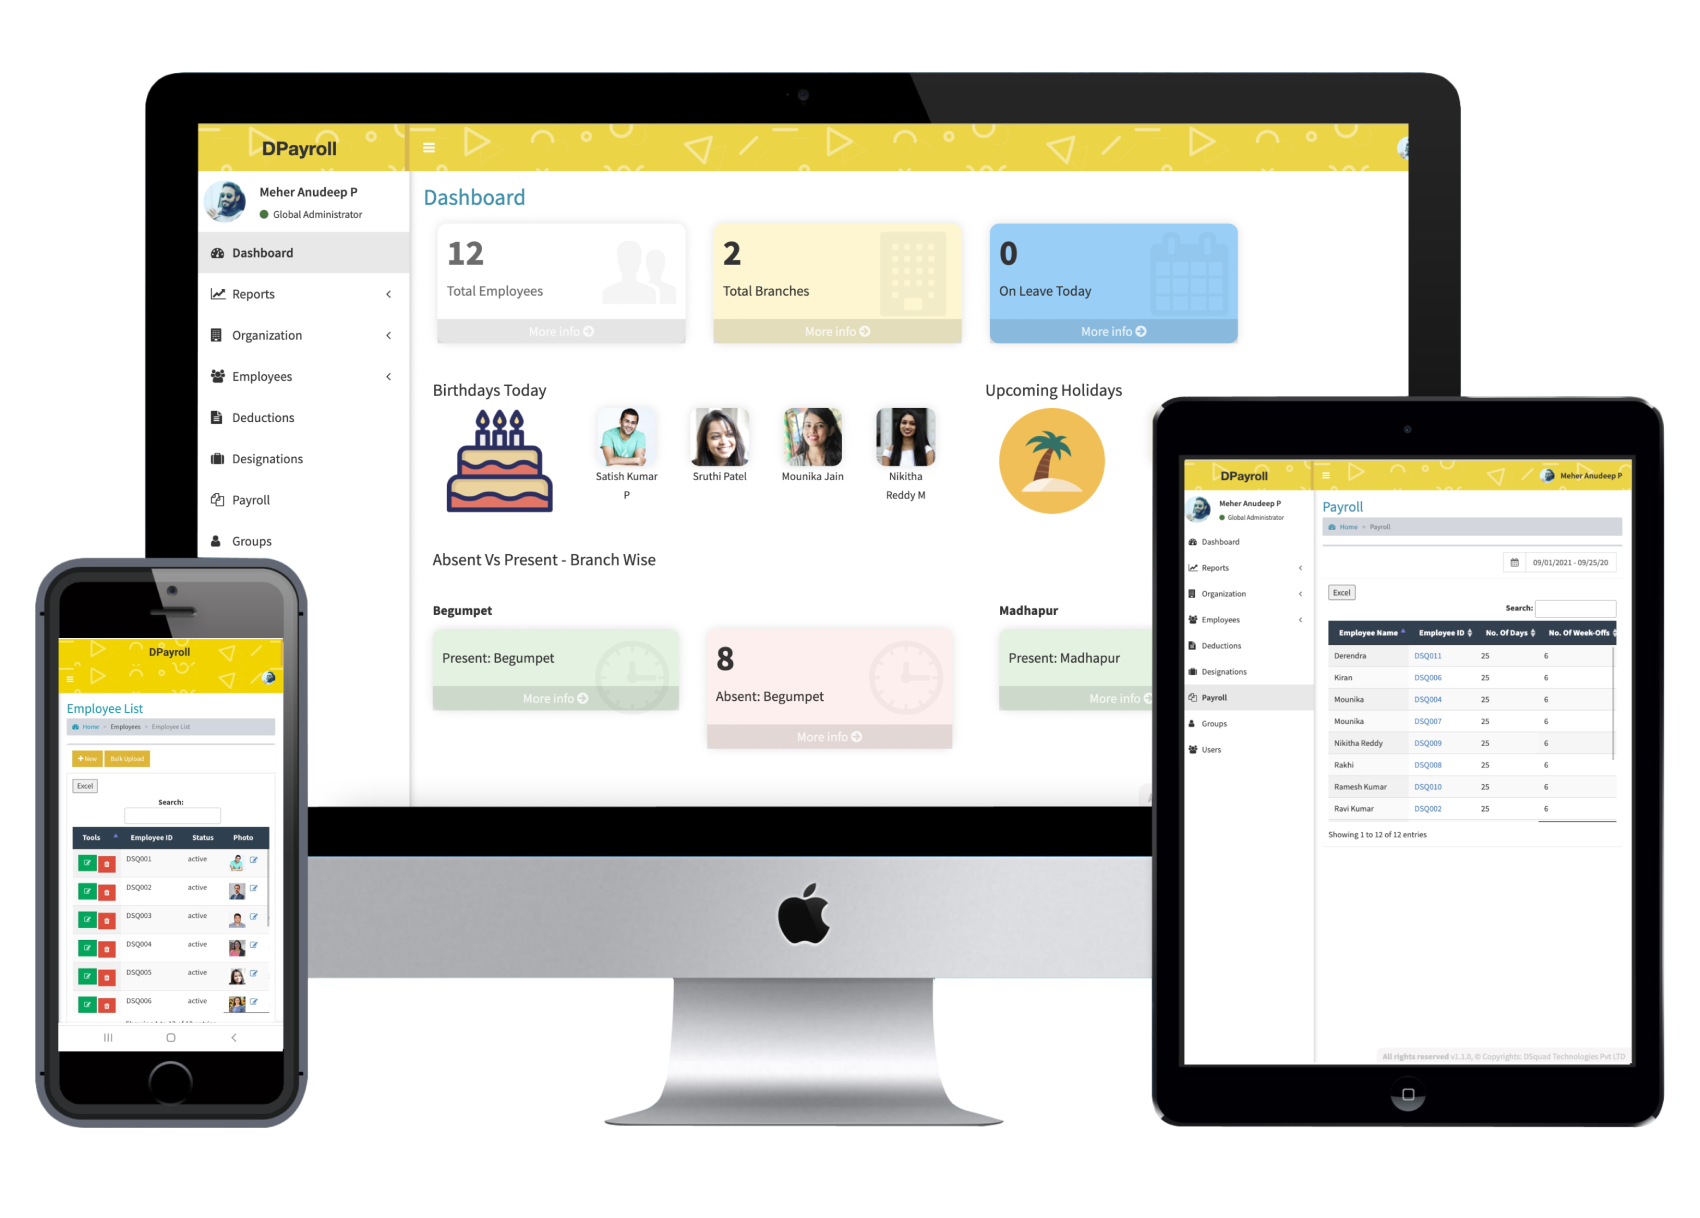 DPayroll
Meher Anudeep P
Global Administrator
Dashboard
Reports
Organization
Employees
Deductions
Designations
Payroll
Groups
Dashboard
12
Total Employees
More info
2
Total Branches
More info
0
On Leave Today
More info
Birthdays Today
Satish Kumar
P
Sruthi Patel
Mounika Jain
Nikitha
Reddy M
Upcoming Holidays
Absent Vs Present - Branch Wise
Begumpet
Present: Begumpet
More info
8
Absent: Begumpet
More info
Madhapur
Present: Madhapur
More info
DPayroll
Employee List
Home > Employees > Employee List
+ New Bulk Upload
Excel
Search:
Tools Employee ID Status Photo
DSQ001 active
DSQ002 active
DSQ003 active
DSQ004 active
DSQ005 active
DSQ006 active
DPayroll
Meher Anudeep P
Meher Anudeep P
Global Administrator
Dashboard
Reports
Organization
Employees
Deductions
Designations
Payroll
Groups
Users
Payroll
Home > Payroll
09/01/2021 - 09/25/20
Excel
Search:
Employee Name Employee ID No. Of Days No. Of Week-Offs
Derendra DSQ011 25 6
Kiran DSQ006 25 6
Mounika DSQ004 25 6
Mounika DSQ007 25 6
Nikitha Reddy DSQ009 25 6
Rakhi DSQ008 25 6
Ramesh Kumar DSQ010 25 6
Ravi Kumar DSQ002 25 6
Showing 1 to 12 of 12 entries
All rights reserved v1.1.0, © Copyrights: DSquad Technologies Pvt LTD